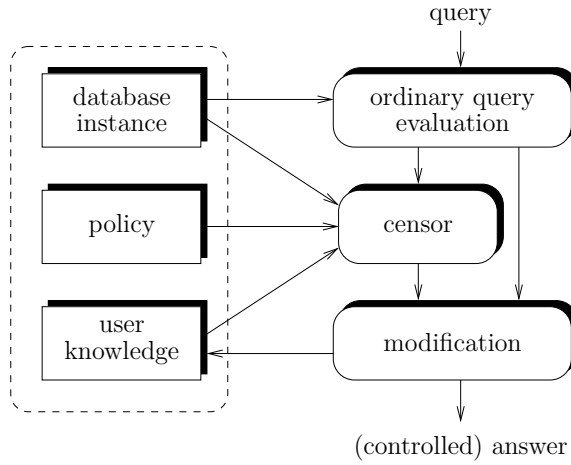 query
database
instance
ordinary query
evaluation
policy
censor
user
knowledge
modification
(controlled) answer